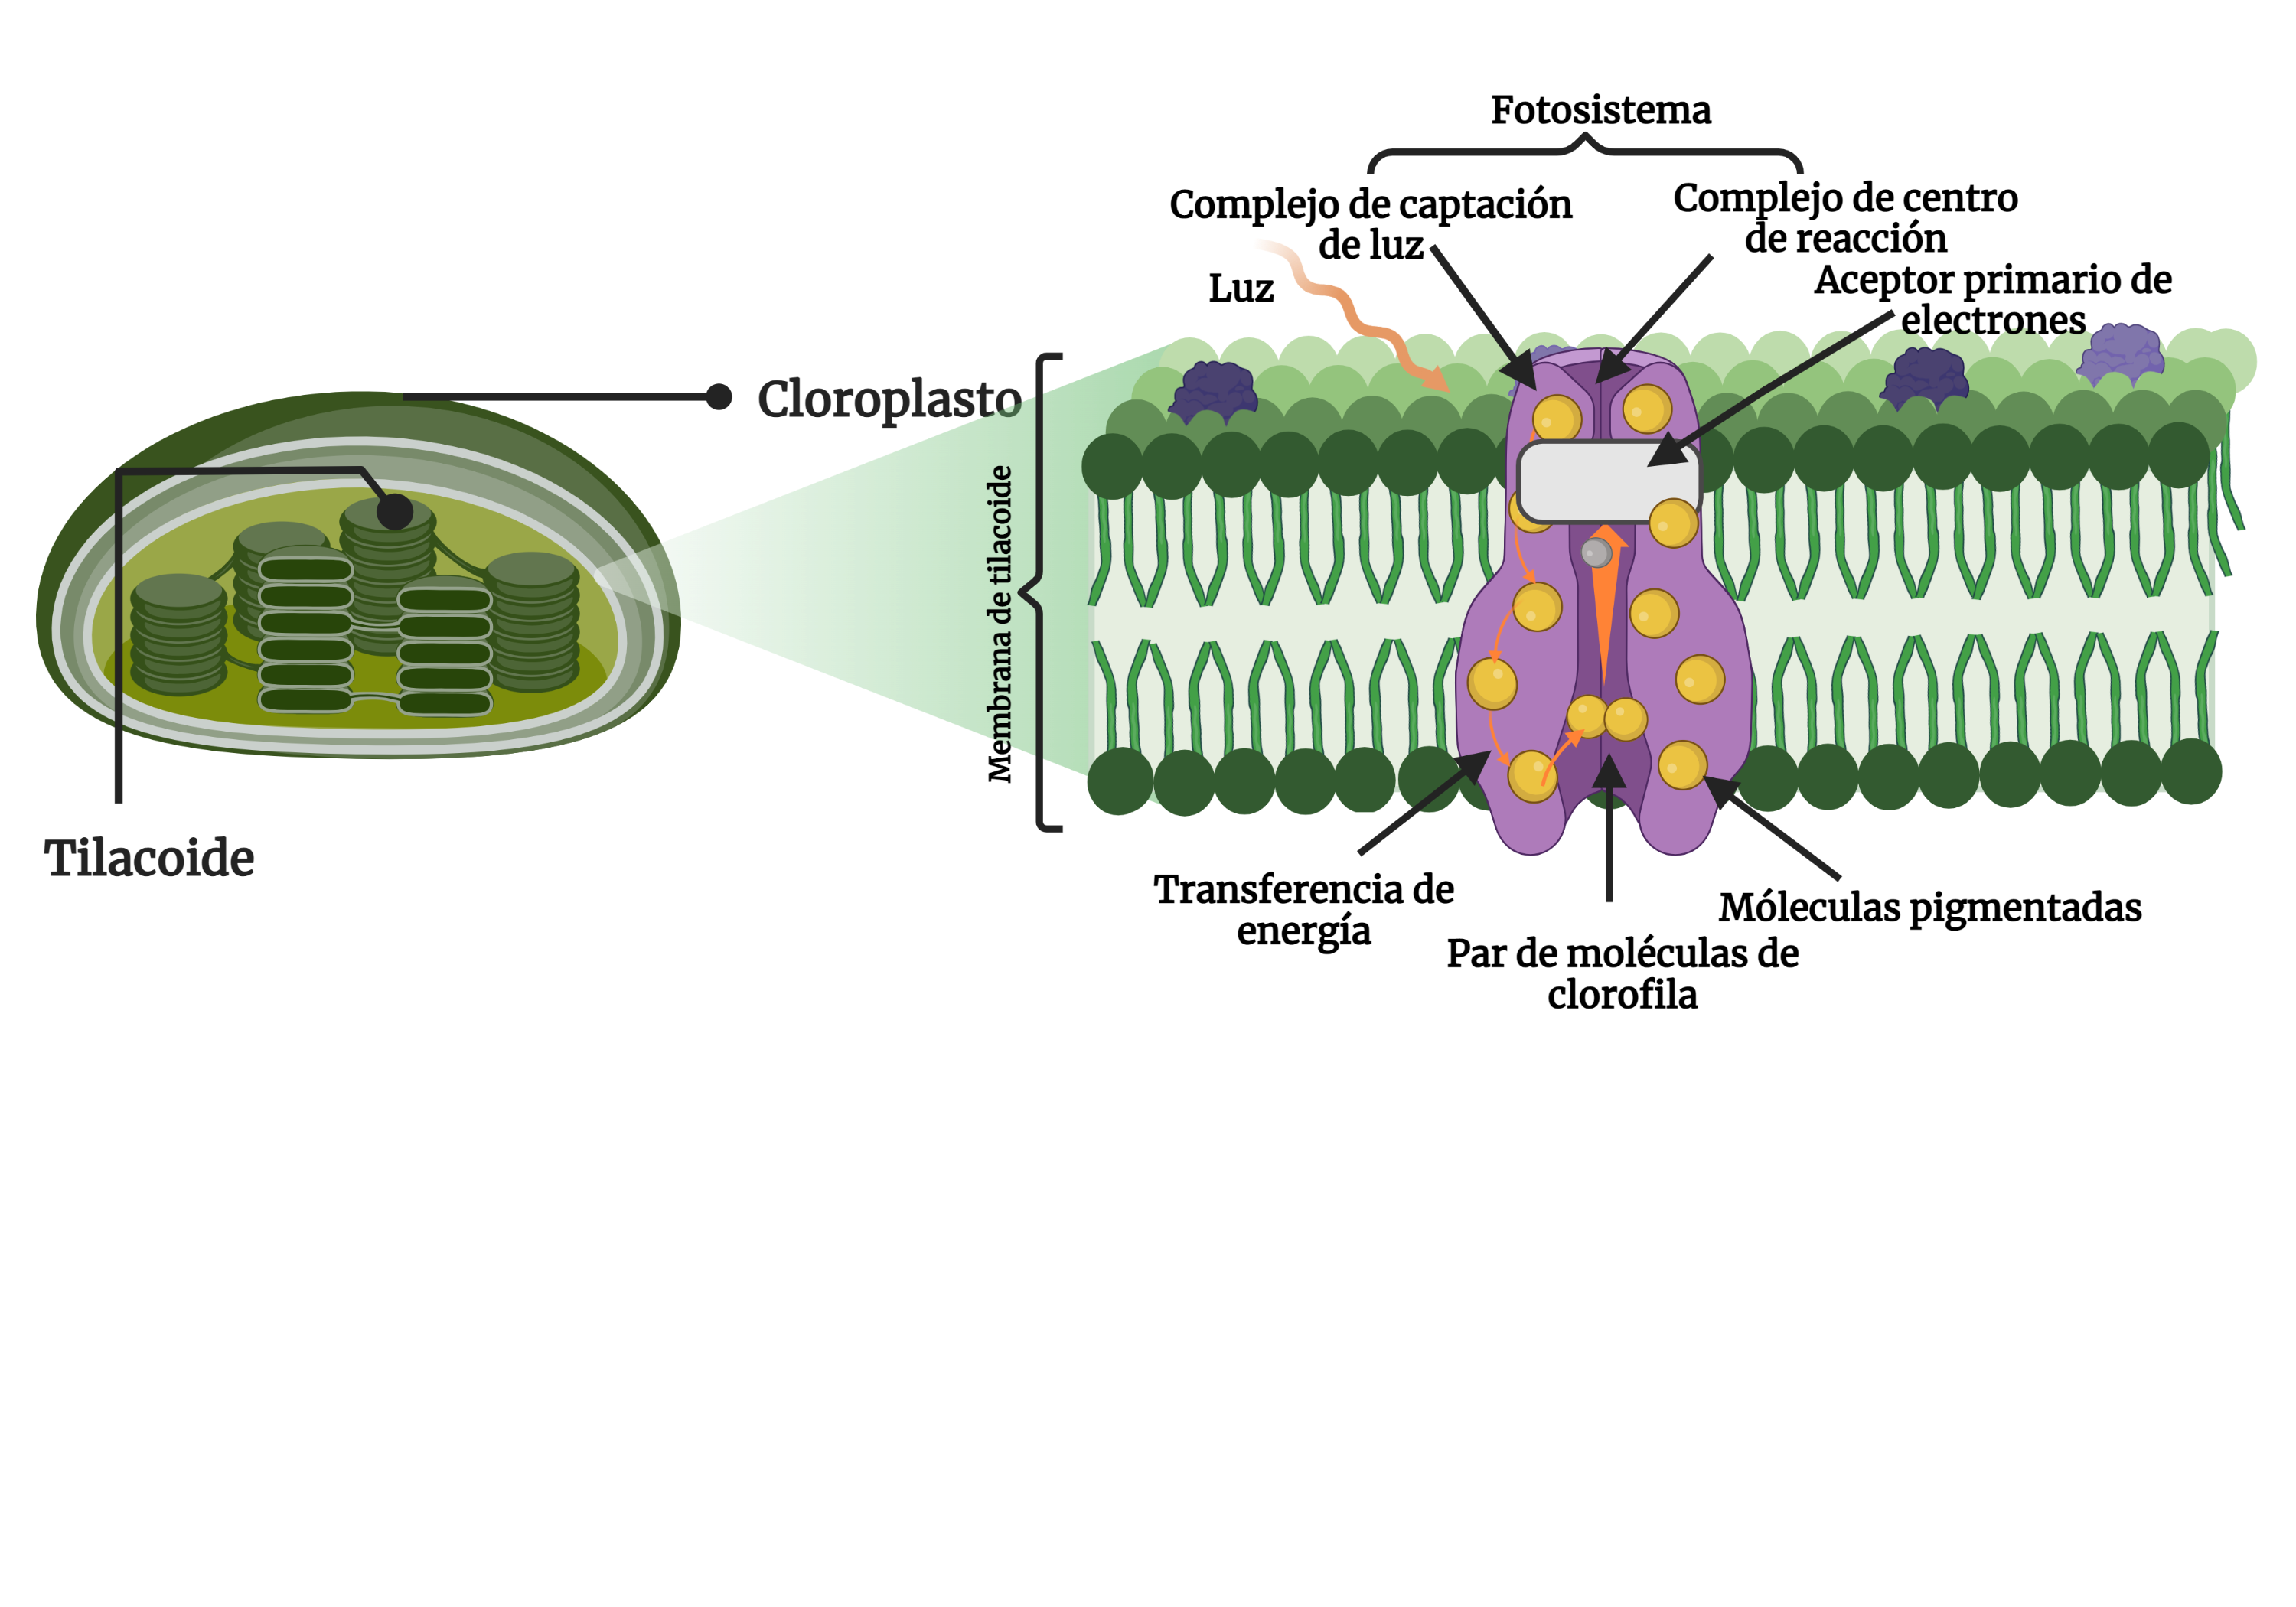 Fotosistema
Complejo de captación
de luz
Complejo de centro
de reacción
Luz
Aceptor primario de
electrones
Cloroplasto
Membrana de tilacoide
Tilacoide
Transferencia de
energía
Par de moléculas de
clorofila
Móleculas pigmentadas